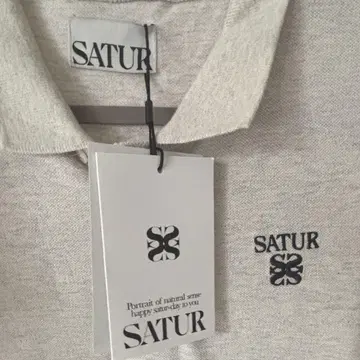 SATUR
Portrait of natural sense
happy satur-day to you.
SATUR
SATUR